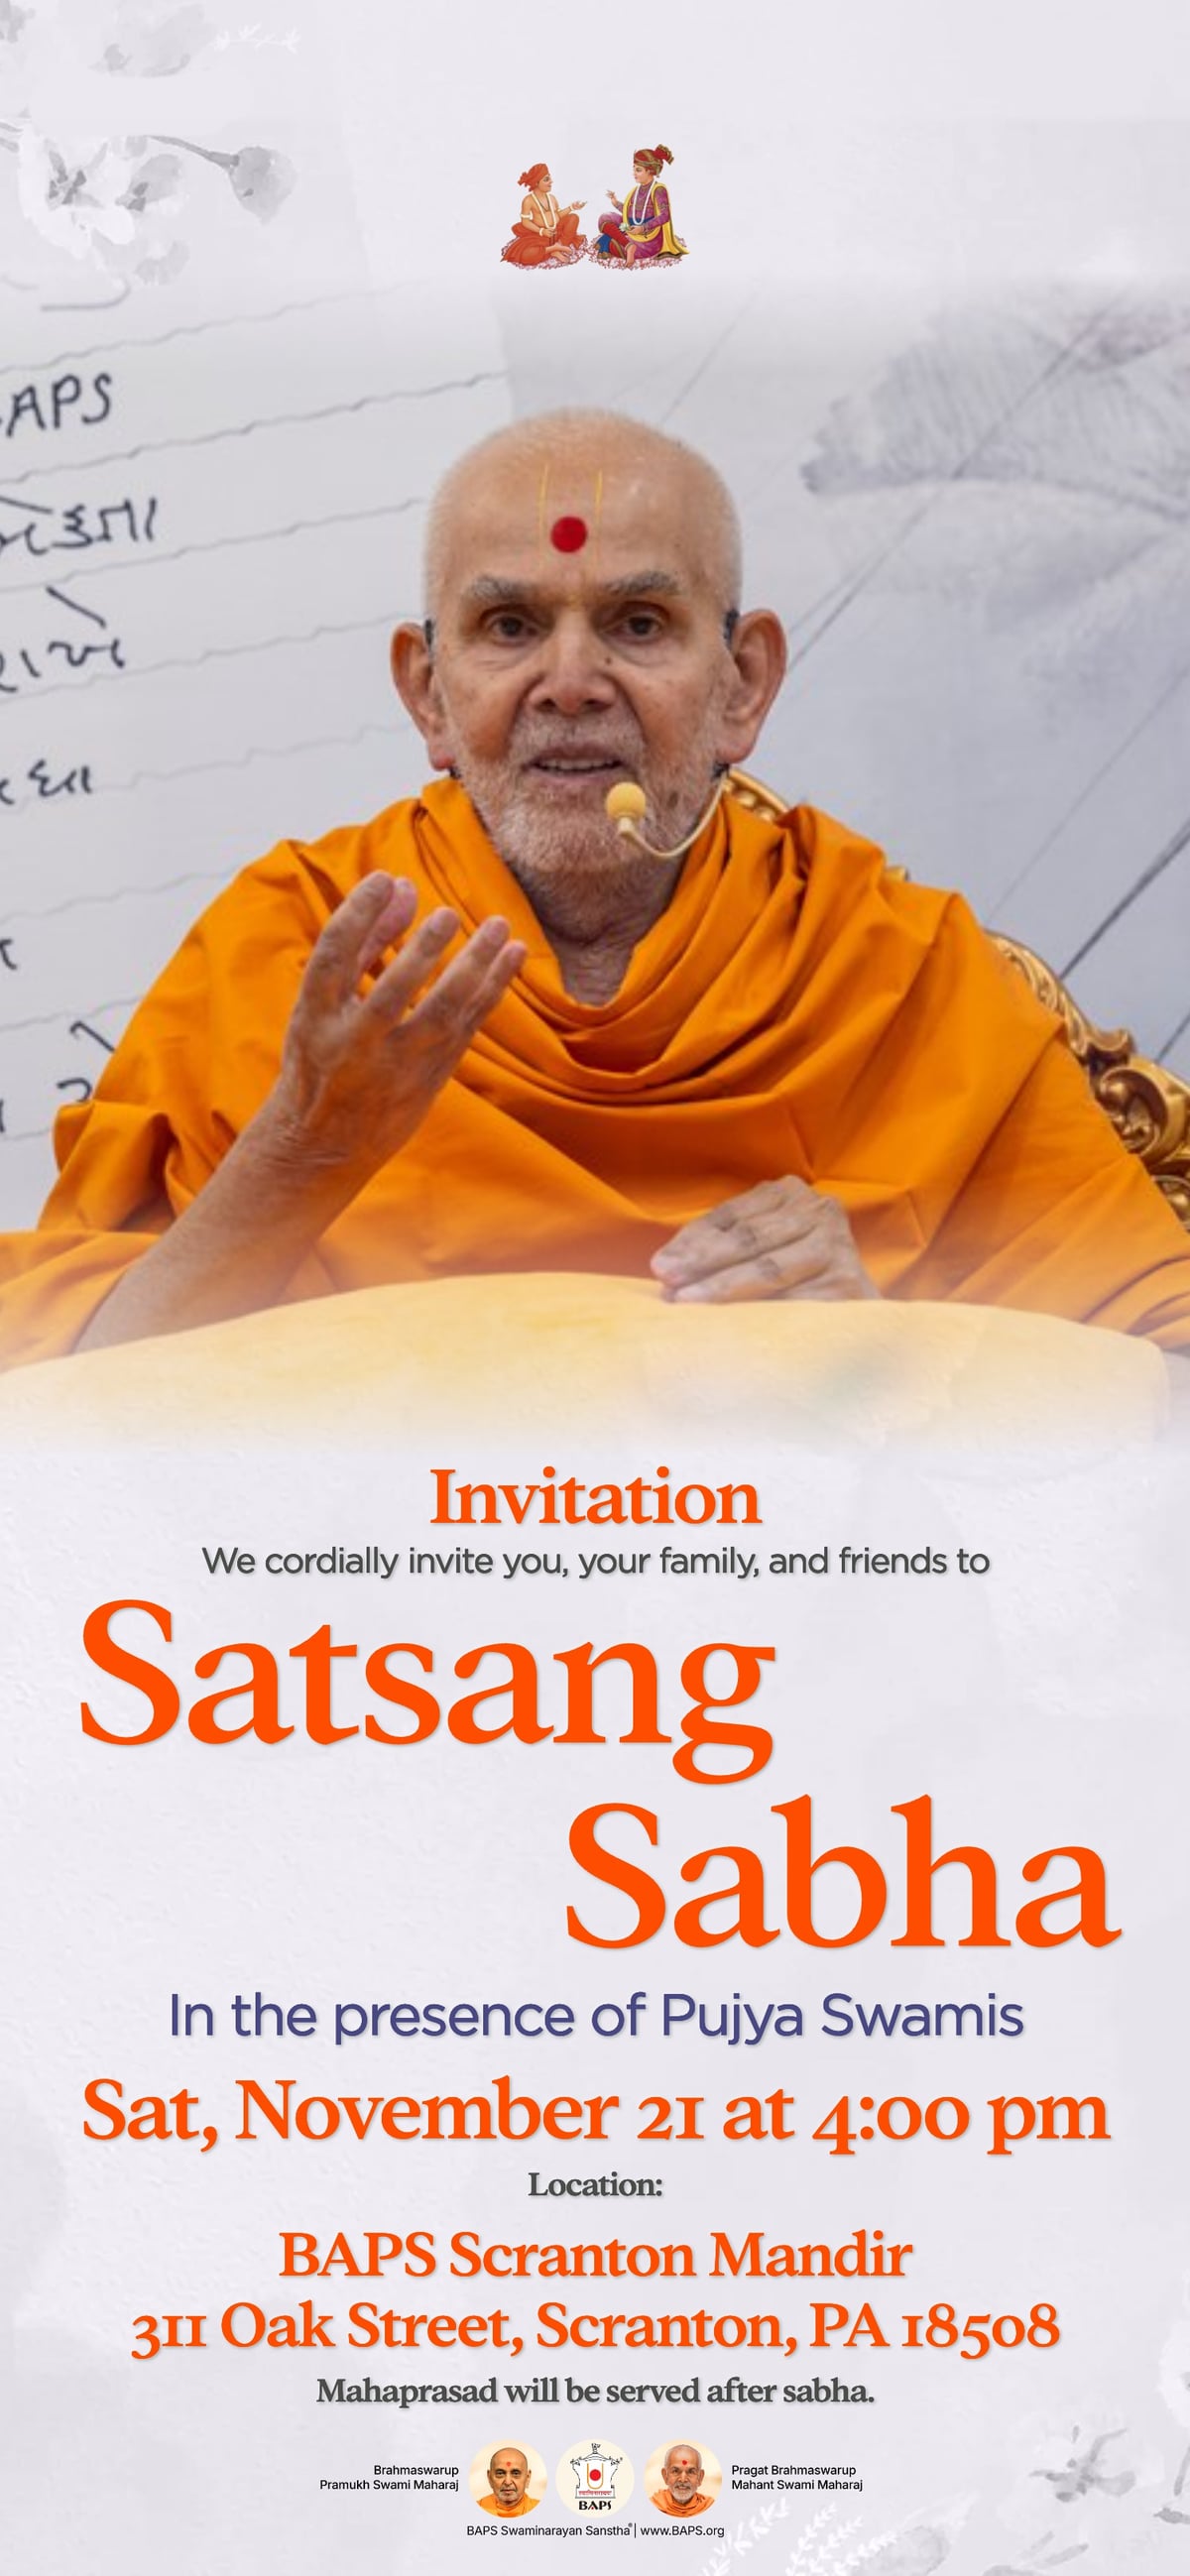 APS
Invitation
We cordially invite you, your family, and friends to
Satsang
Sabha
In the presence of Pujya Swamis
Sat, November 21 at 4:00 pm
Location:
BAPS Scranton Mandir
311 Oak Street, Scranton, PA 18508
Mahaprasad will be served after sabha.
Brahmaswarup
Pramukh Swami Maharaj
BAPS
Pragat Brahmaswarup
Mahant Swami Maharaj
BAPS Swaminarayan Sanstha® | www.BAPS.org